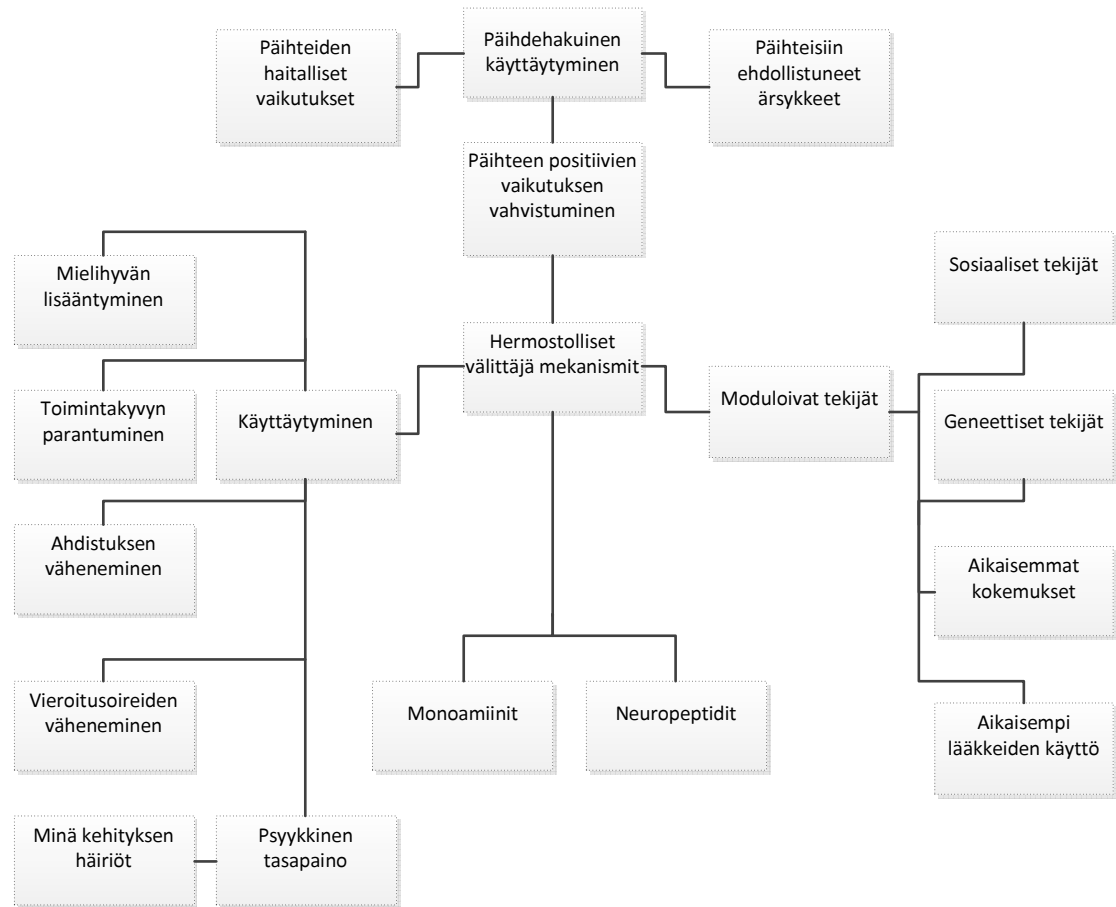 Päihteiden
haitalliset
vaikutukset
Päihdehakuinen
käyttäytyminen
Päihteisiin
ehdollistuneet
ärsykkeet
Päihteen positiivien
vaikutuksen
vahvistuminen
Mielihyvän
lisääntyminen
Sosiaaliset tekijät
Hermostolliset
välittäjä mekanismit
Toimintakyvyn
parantuminen
Käyttäytyminen
Moduloivat tekijät
Geneettiset tekijät
Ahdistuksen
väheneminen
Aikaisemmat
kokemukset
Vieroitusoireiden
väheneminen
Monoamiinit
Neuropeptidit
Aikaisempi
lääkkeiden käyttö
Minä kehityksen
häiriöt
Psyykkinen
tasapaino